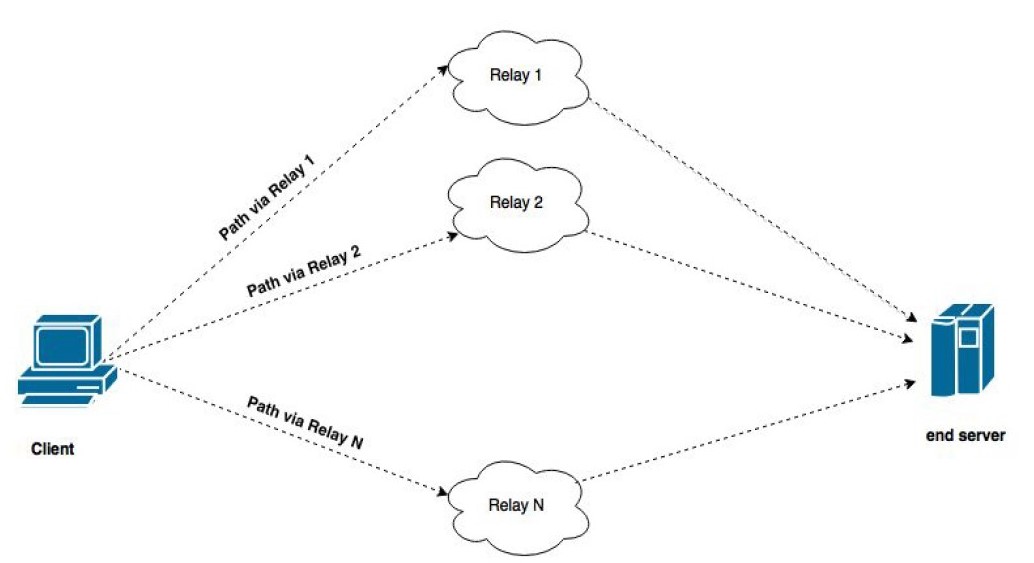 Relay 1
Path via Relay 1
Relay 2
Path via Relay 2
Path via Relay N
Client
end server
Relay N